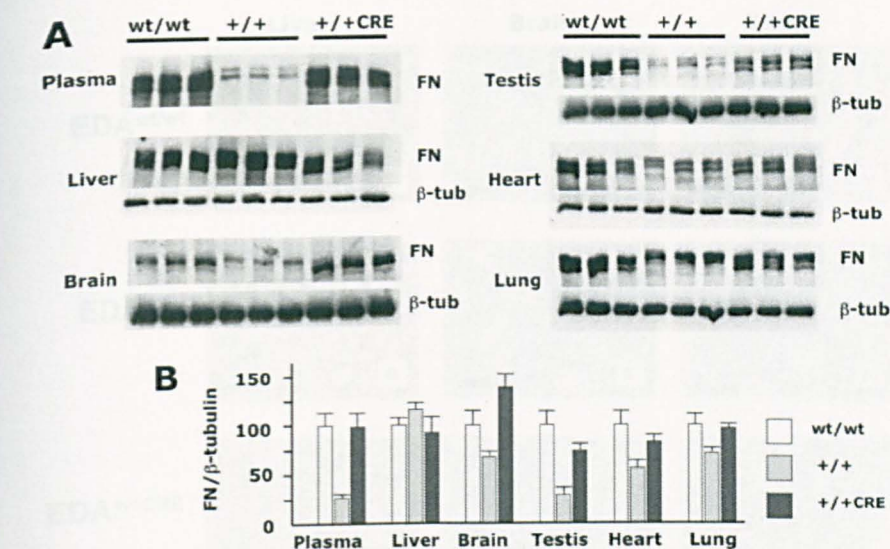 A
wt/wt +/+ +/+CRE
Plasma FN
Liver FN
β-tub
Brain FN
β-tub
wt/wt +/+ +/+CRE
Testis FN
β-tub
Heart FN
β-tub
Lung FN
β-tub
B
FN/β-tubulin
150
100
50
0
Plasma Liver Brain Testis Heart Lung
wt/wt
+/+
+/+CRE